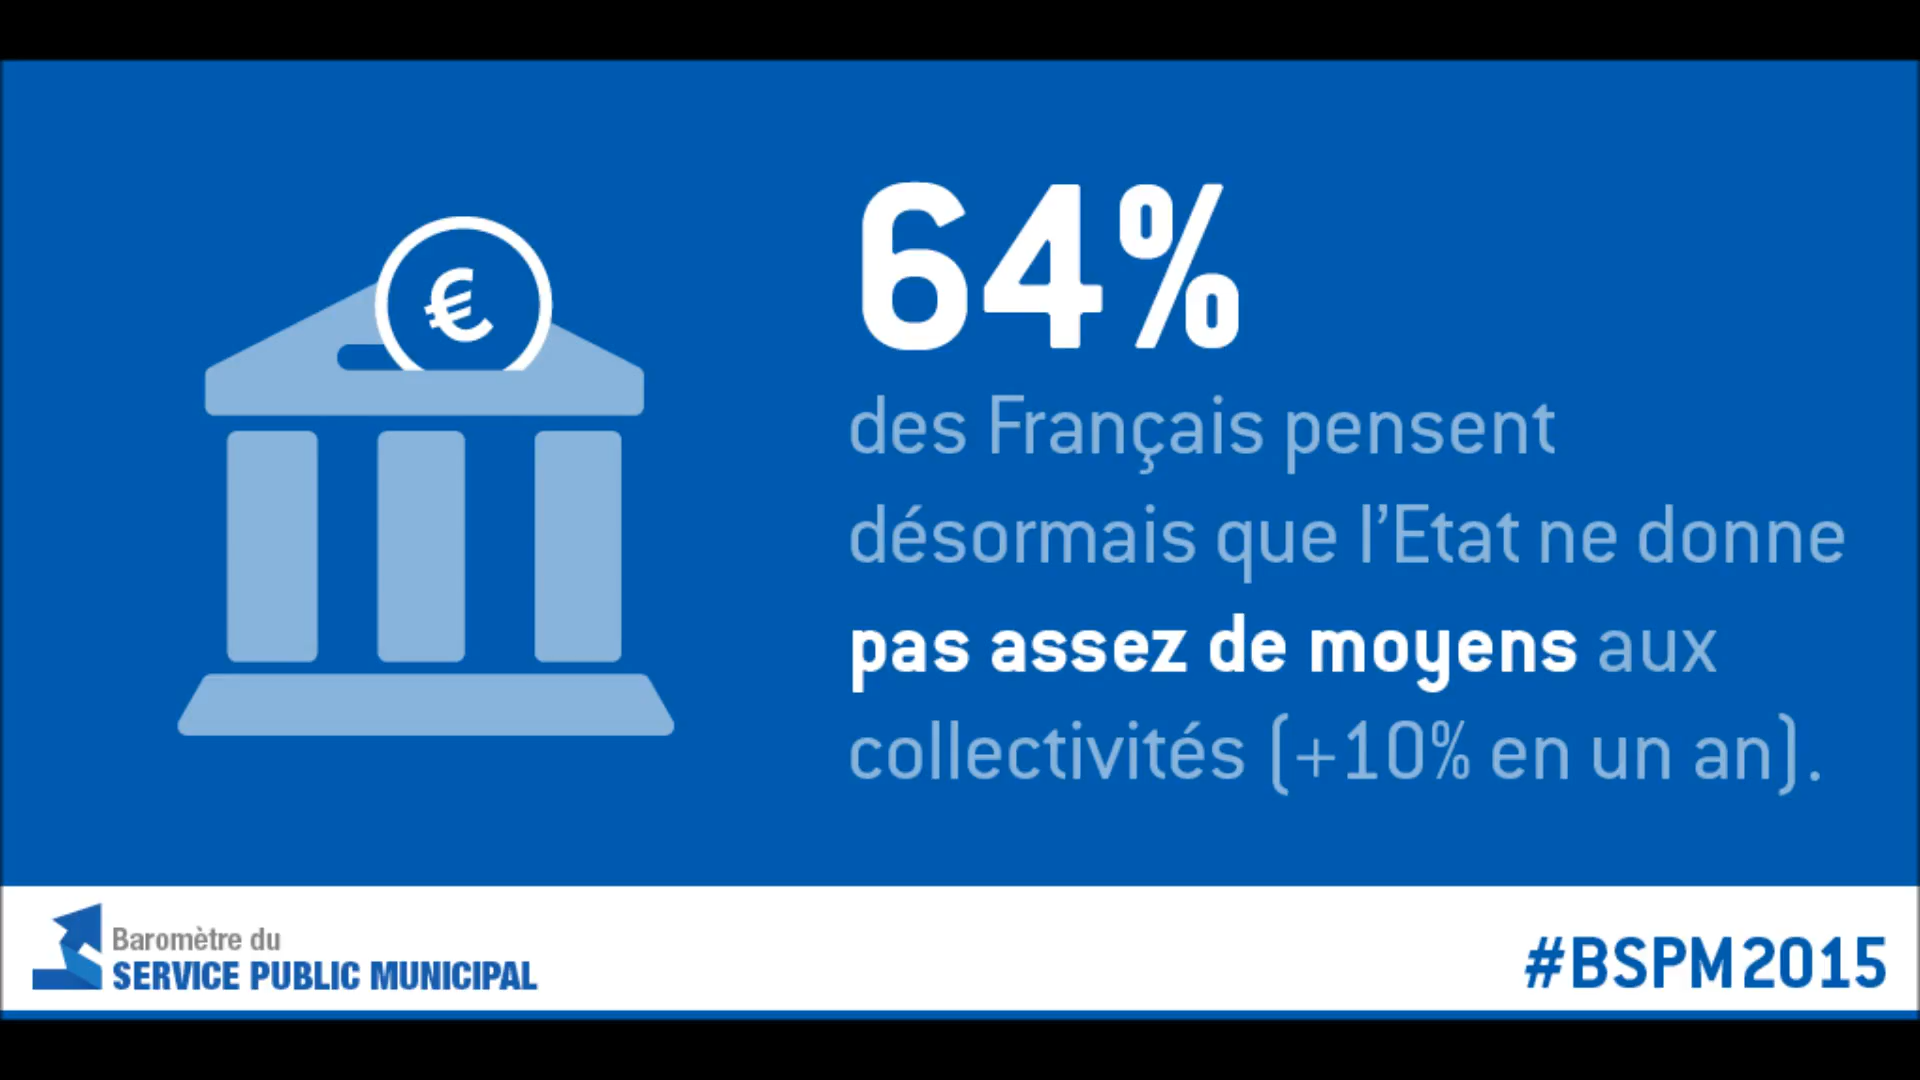 €
64%
des Français pensent
désormais que l'Etat ne donne
pas assez de moyens aux
collectivités (+10% en un an).
Baromètre du
SERVICE PUBLIC MUNICIPAL
#BSPM2015